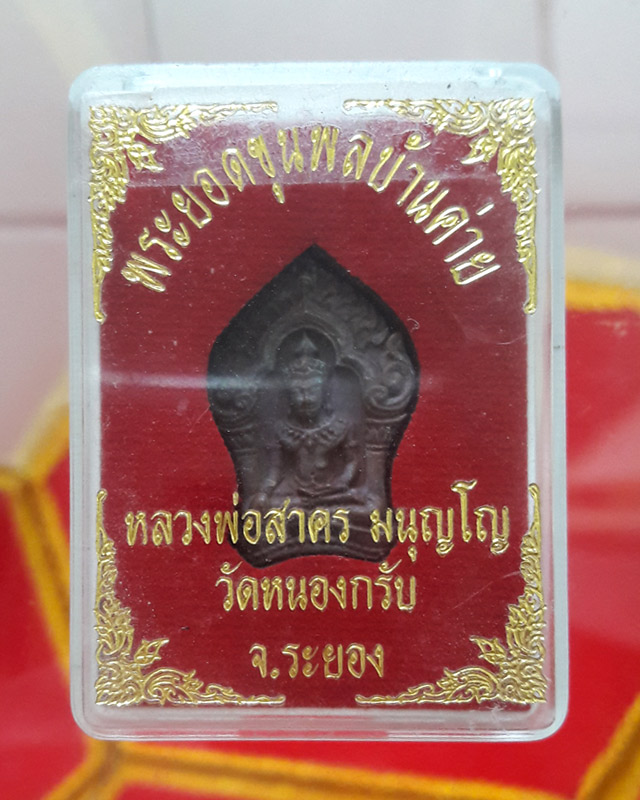 พระยอดขุนพลบ้านค่าย
หลวงพ่อสาคร มนุญโญ
วัดหนองกรับ
จ.ระยอง